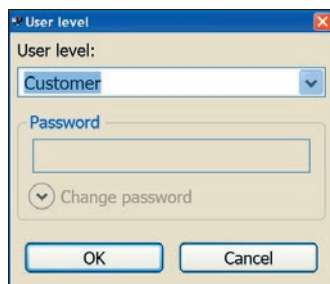 User level
User level:
Customer
Password
Change password
OK Cancel